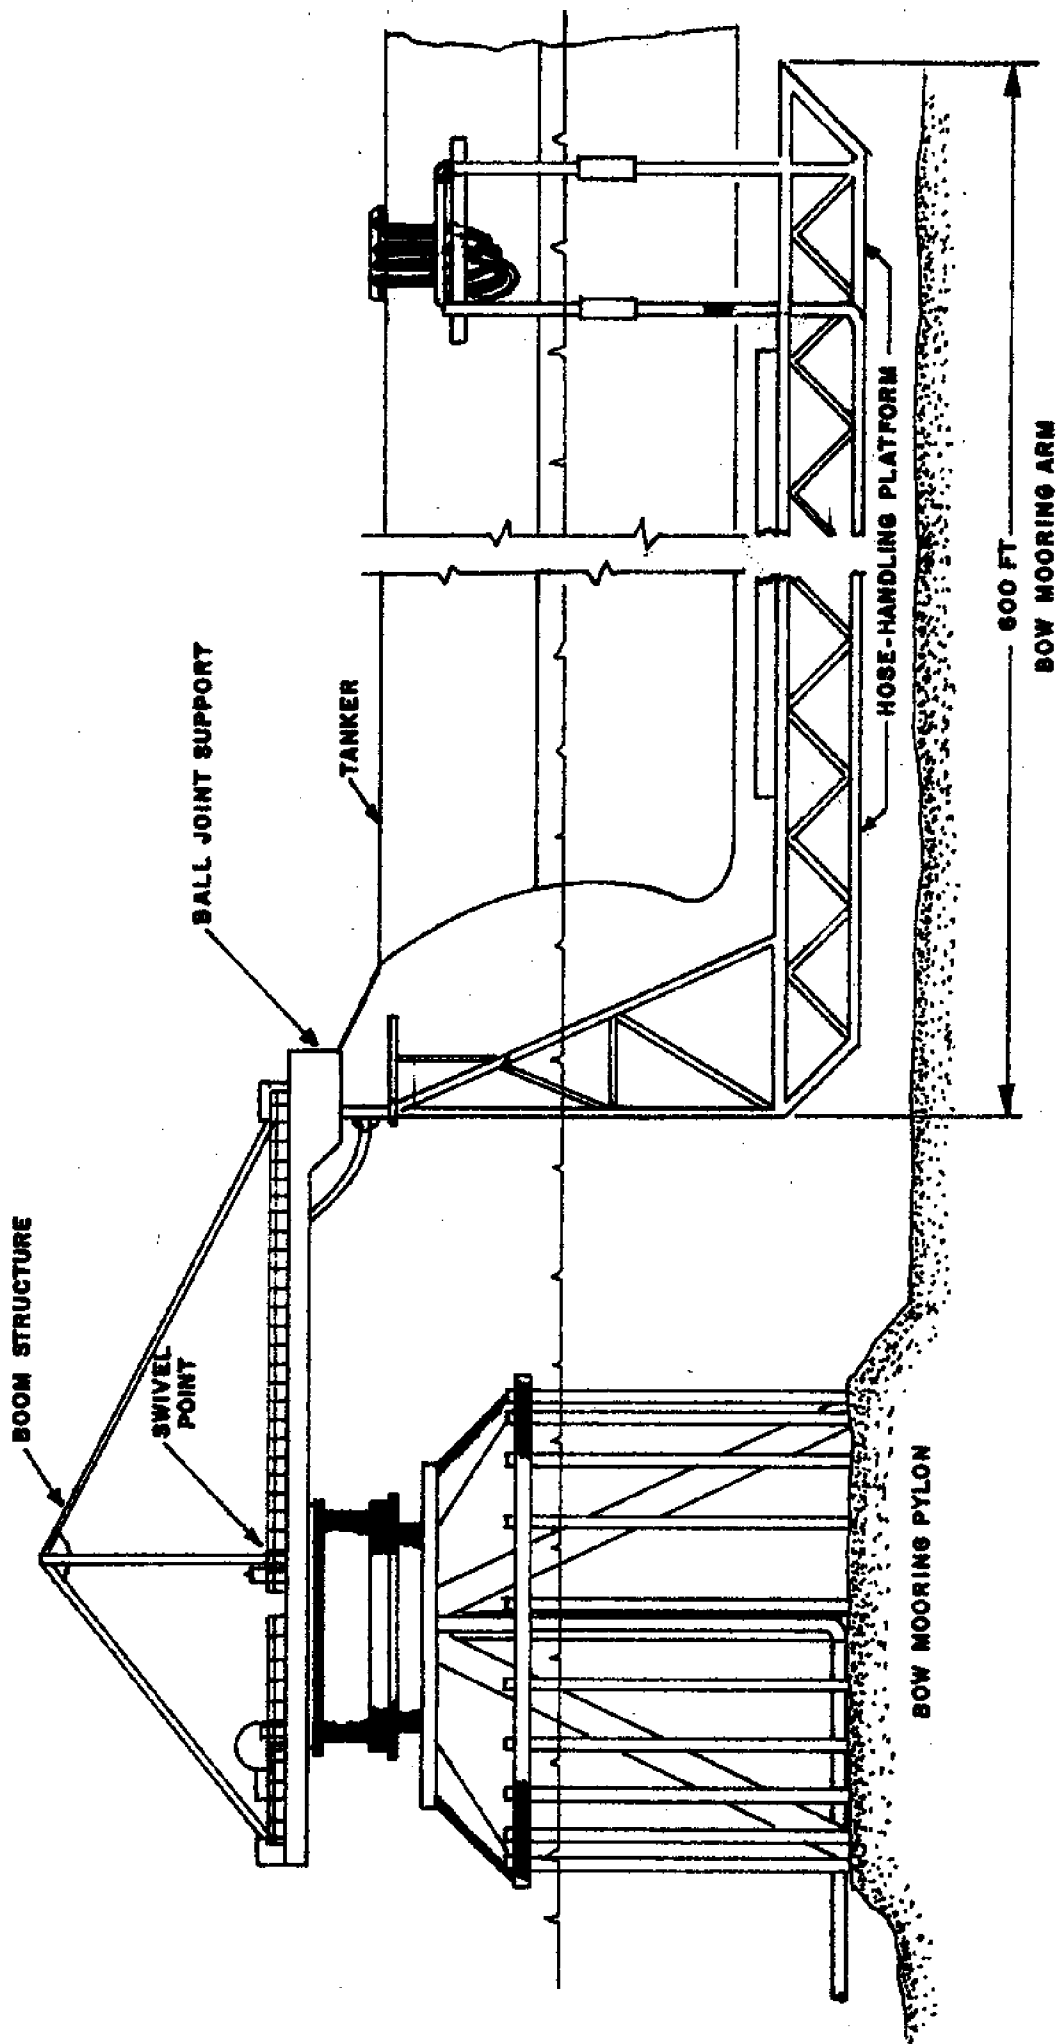 BOOM STRUCTURE
SWIVEL
POINT
BALL JOINT SUPPORT
TANKER
HOSE-HANDLING PLATFORM
BOW MOORING PYLON
600 FT
BOW MOORING ARM